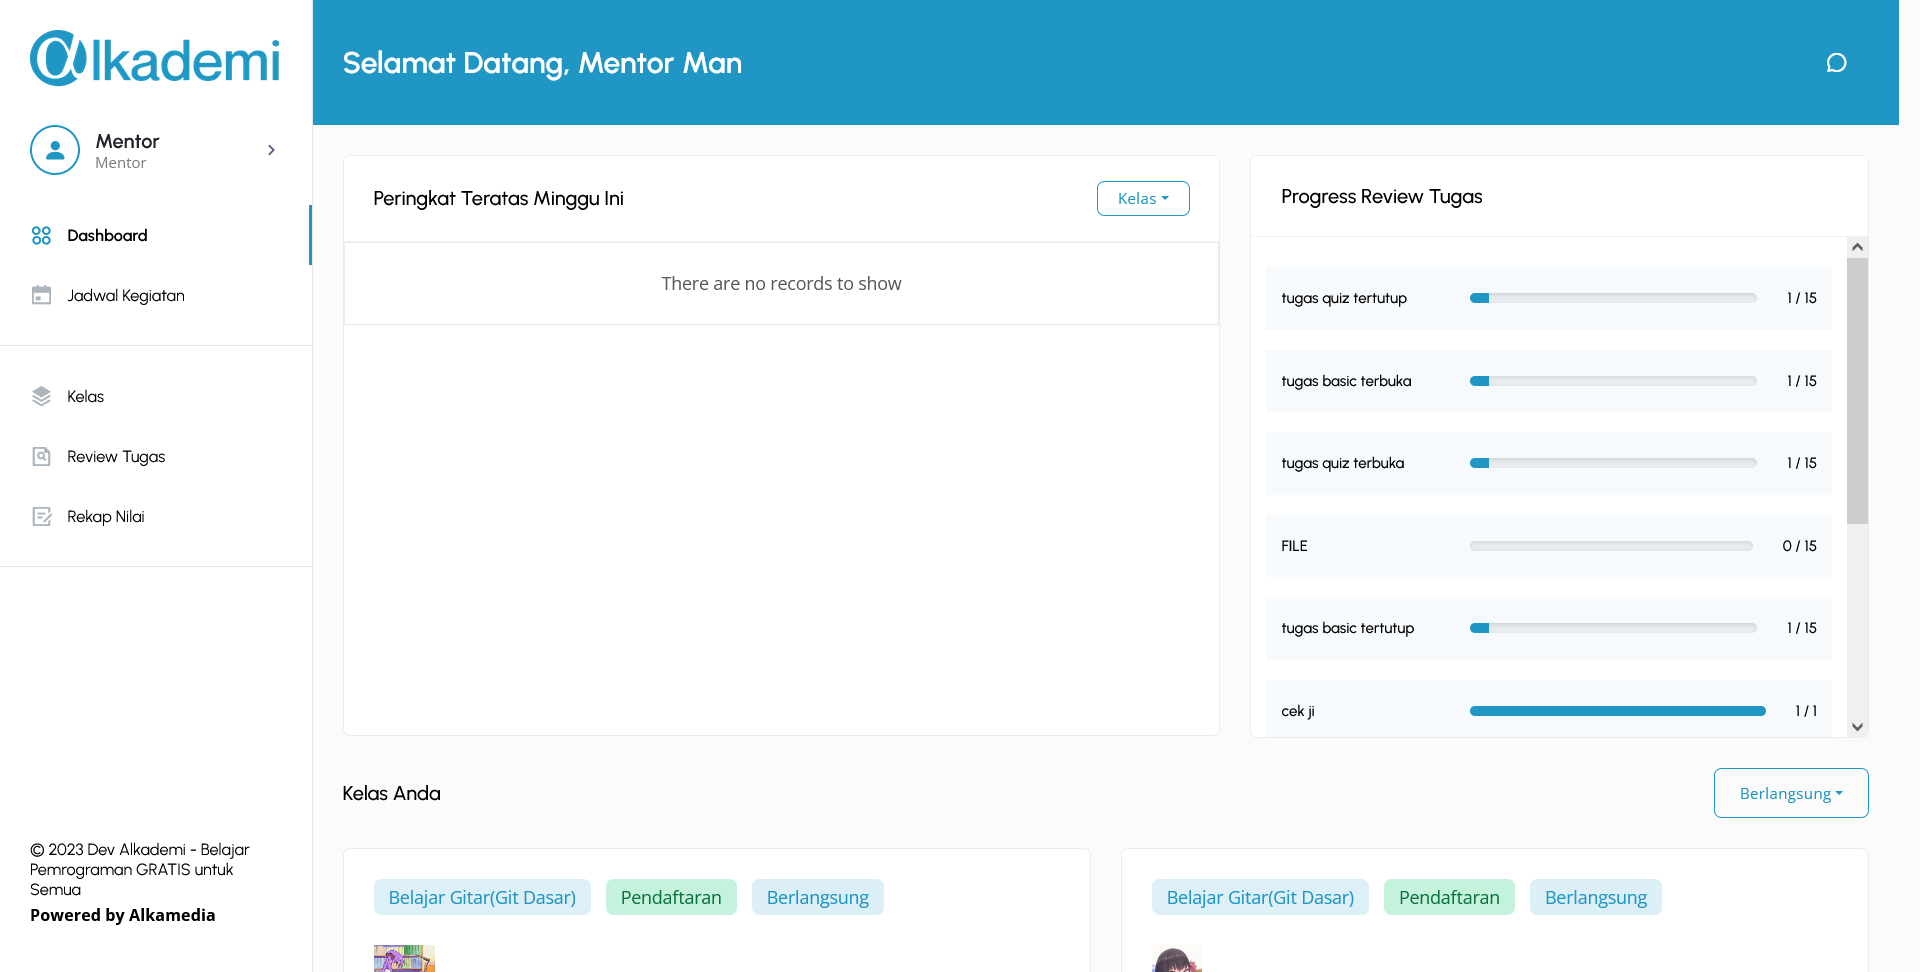 @lkademi
Selamat Datang, Mentor Man
Mentor
Mentor
Dashboard
Jadwal Kegiatan
Kelas
Review Tugas
Rekap Nilai
© 2023 Dev Alkademi - Belajar
Pemrograman GRATIS untuk
Semua
Powered by Alkamedia
Peringkat Teratas Minggu Ini
Kelas
There are no records to show
Progress Review Tugas
tugas quiz tertutup 1 / 15
tugas basic terbuka 1 / 15
tugas quiz terbuka 1 / 15
FILE 0 / 15
tugas basic tertutup 1 / 15
cek ji 1 / 1
Kelas Anda
Berlangsung
Belajar Gitar(Git Dasar) Pendaftaran Berlangsung
Belajar Gitar(Git Dasar) Pendaftaran Berlangsung